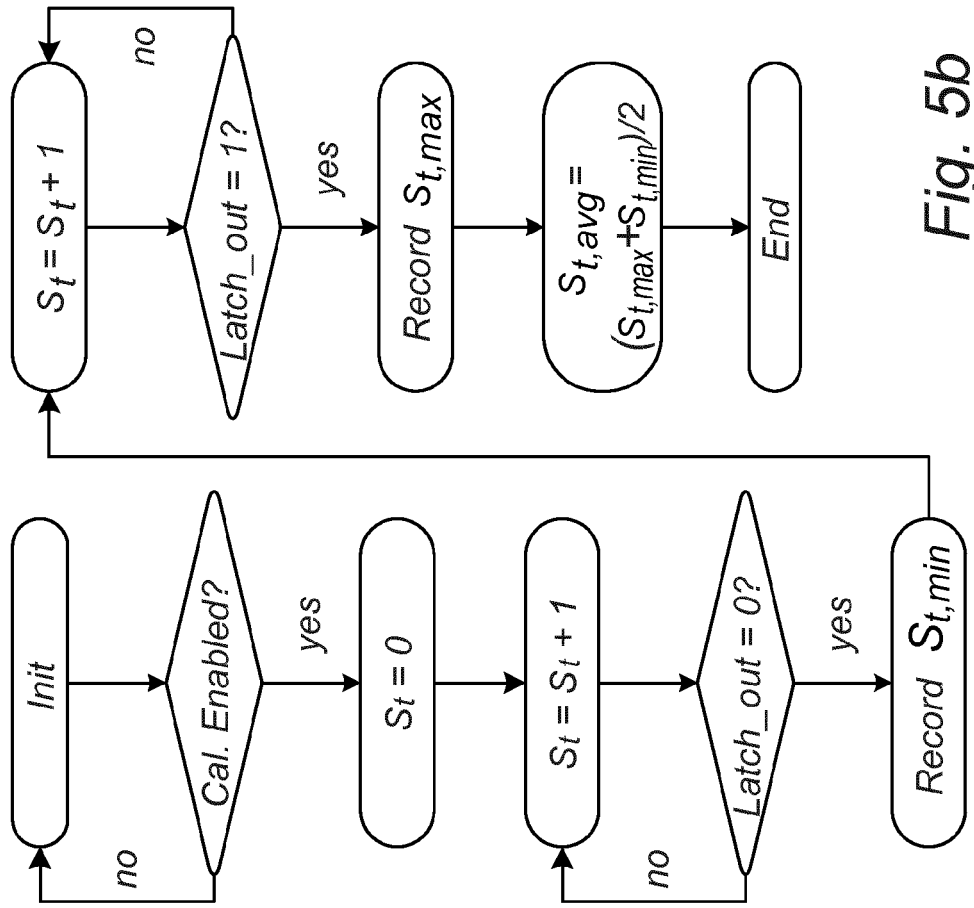 Init
Cal. Enabled?
no
yes
St = 0
St = St + 1
Latch_out = 0?
no
yes
Record St,min
St = St + 1
no
Latch_out = 1?
yes
Record St,max
St,avg =
(St,max+St,min)/2
End
Fig. 5b